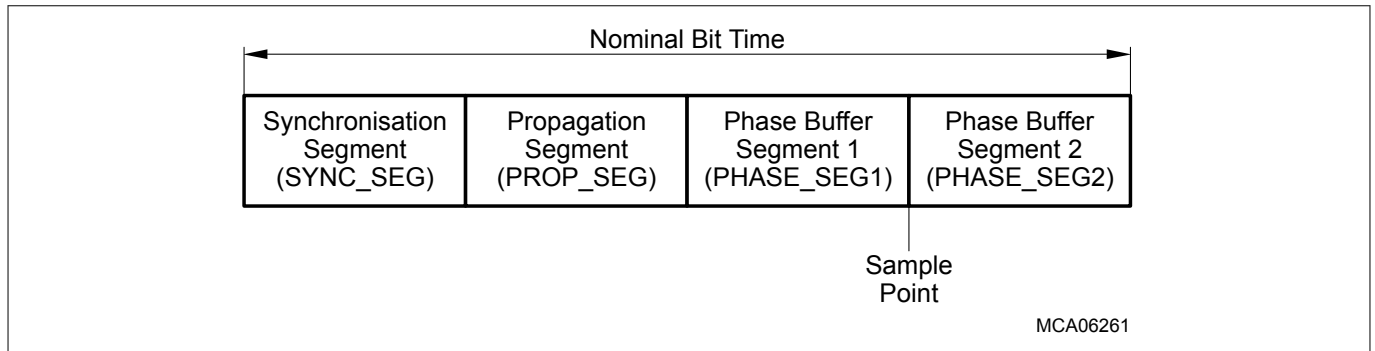 Nominal Bit Time
Synchronisation
Segment
(SYNC_SEG)
Propagation
Segment
(PROP_SEG)
Phase Buffer
Segment 1
(PHASE_SEG1)
Phase Buffer
Segment 2
(PHASE_SEG2)
Sample
Point
MCA06261